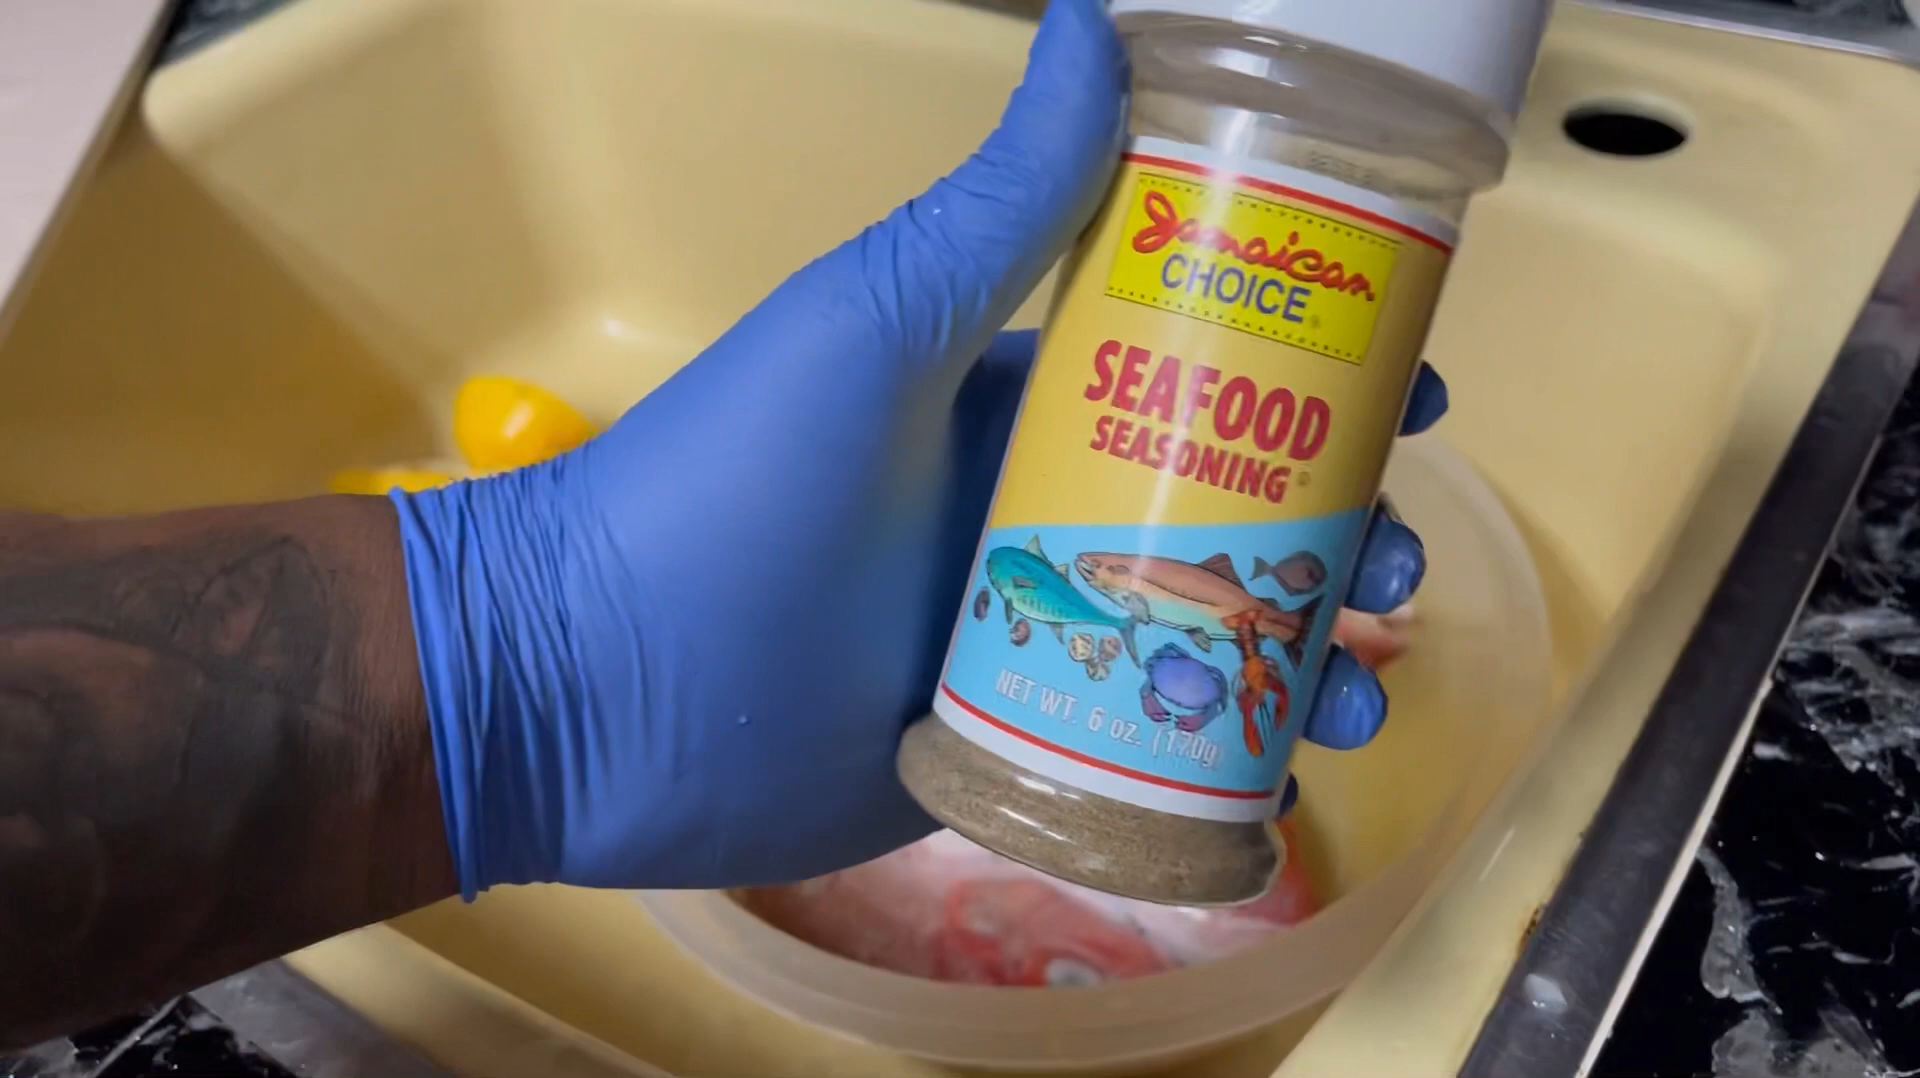 Jamaican
CHOICE
SEAFOOD
SEASONING
NET WT. 6 oz. (170g)